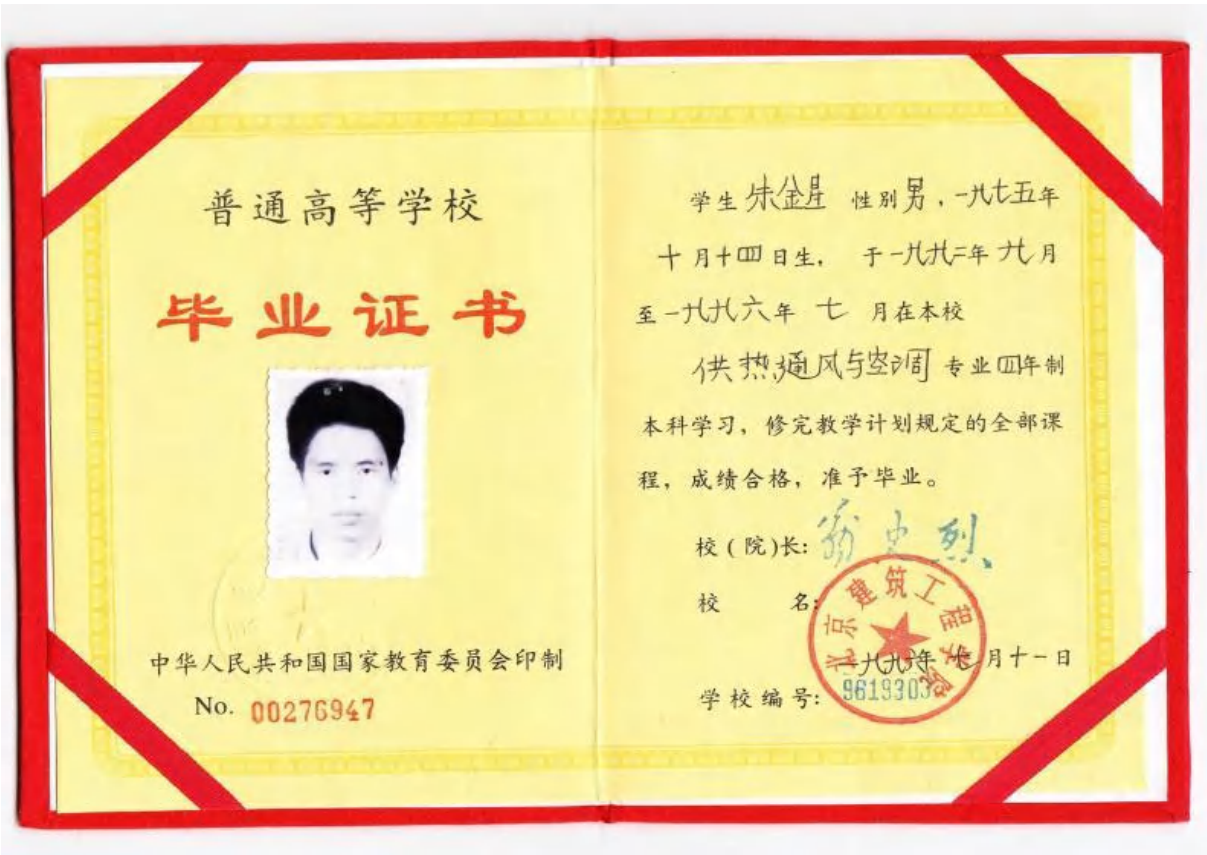 普通高等学校
毕业证书
中华人民共和国国家教育委员会印制
No. 00276947
学生 朱金星 性别 男，一九七五年
十月十四日生， 于一九九二年九月
至一九九六年 七 月在本校
供热通风与空调 专业四年制
本科学习，修完教学计划规定的全部课
程，成绩合格，准予毕业。
校(院)长:
校 名:
北京建筑工程学院
一九九六年七月十一日
学校编号: 9619303